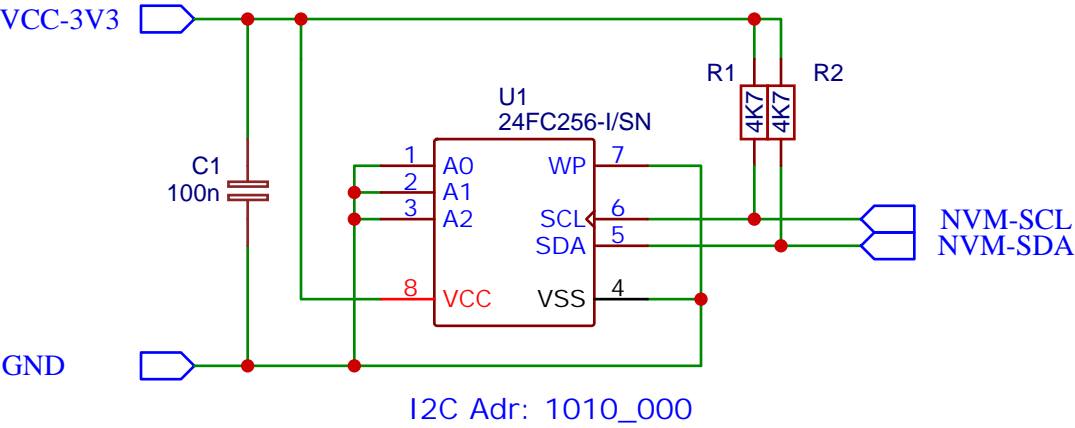 VCC-3V3
R1
R2
4K7
4K7
U1
24FC256-I/SN
C1
100n
1
A0
WP
7
2
A1
3
A2
SCL
6
SDA
5
8
VCC
VSS
4
NVM-SCL
NVM-SDA
GND
I2C Adr: 1010_000